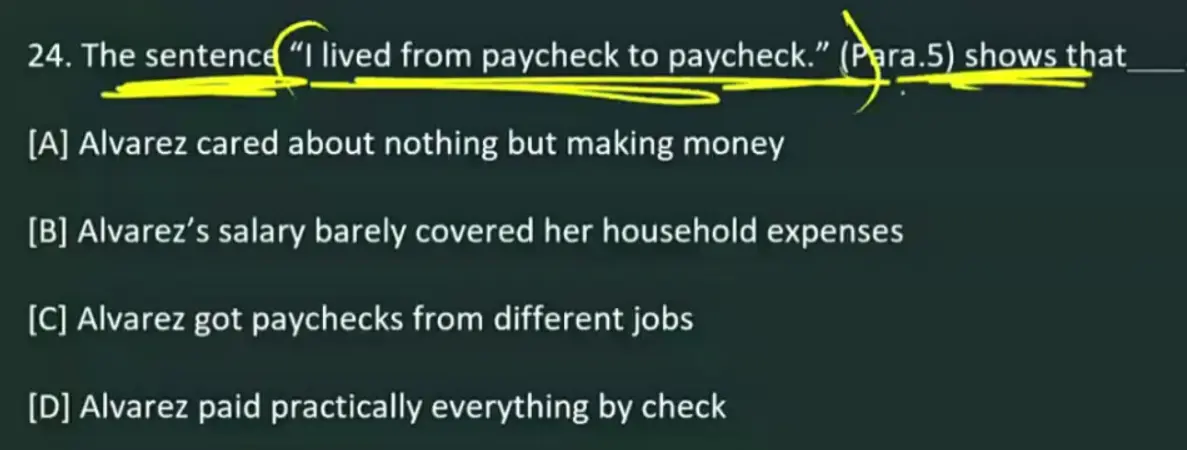 24. The sentence “I lived from paycheck to paycheck.” (Para.5) shows that____
[A] Alvarez cared about nothing but making money
[B] Alvarez’s salary barely covered her household expenses
[C] Alvarez got paychecks from different jobs
[D] Alvarez paid practically everything by check